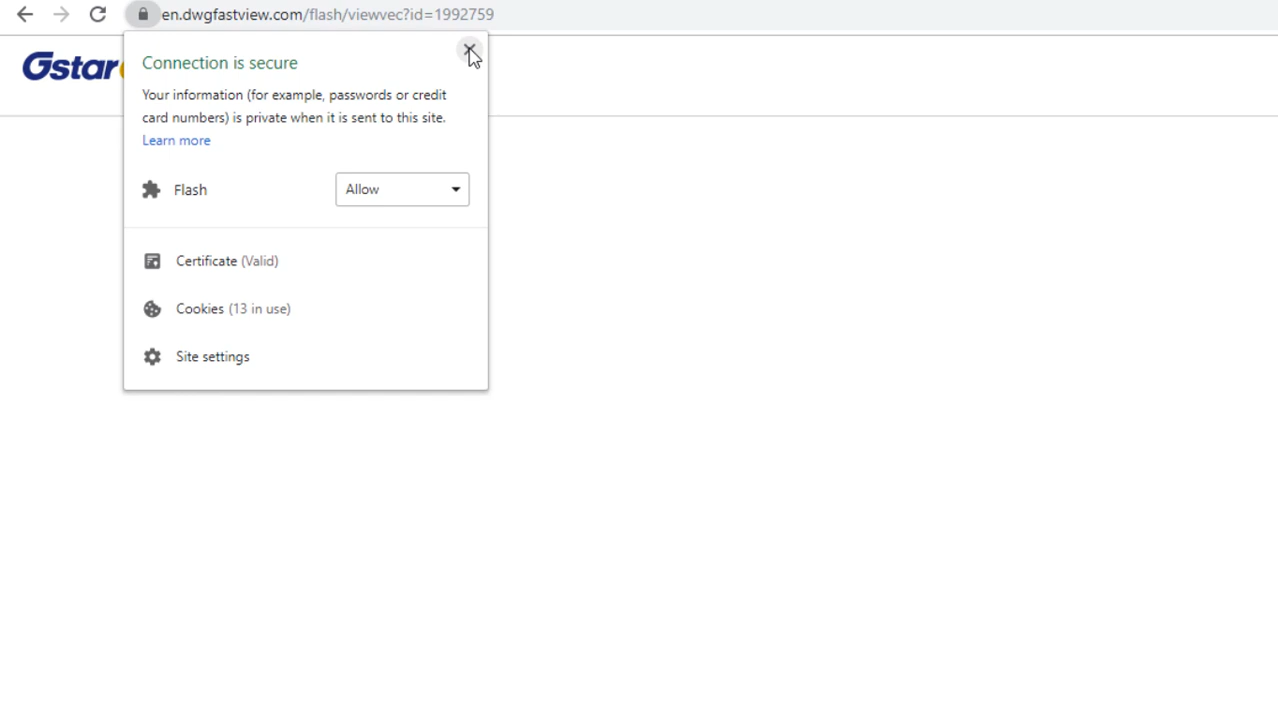 en.dwgfastview.com/flash/viewvec?id=1992759
Gstar
Connection is secure
Your information (for example, passwords or credit
card numbers) is private when it is sent to this site.
Learn more
Flash
Allow
Certificate (Valid)
Cookies (13 in use)
Site settings